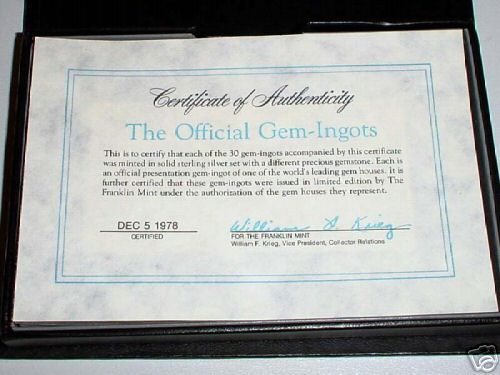 Certificate of Authenticity
The Official Gem-Ingots
This is to certify that each of the 30 gem-ingots accompanied by this certificate
was minted in solid sterling silver set with a different precious gemstone. Each is
an official presentation gem-ingot of one of the world's leading gem houses. It is
further certified that these gem-ingots were issued in limited edition by The
Franklin Mint under the authorization of the gem houses they represent.
DEC 5 1978
CERTIFIED
William F. Krieg
FOR THE FRANKLIN MINT
William F. Krieg, Vice President, Collector Relations